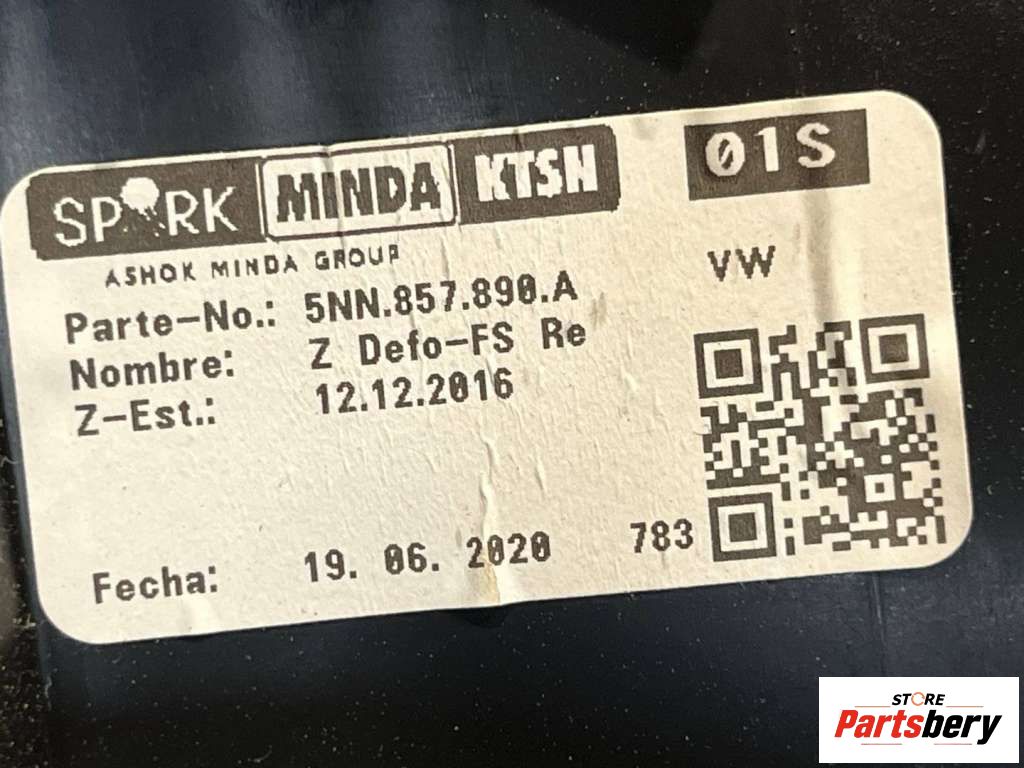 SPARK MINDA KTSN 01S
ASHOK MINDA GROUP
VW
Parte-No.: 5NN.857.890.A
Nombre: Z Defo-FS Re
Z-Est.: 12.12.2016
Fecha: 19. 06. 2020 783
STORE
Partsbery